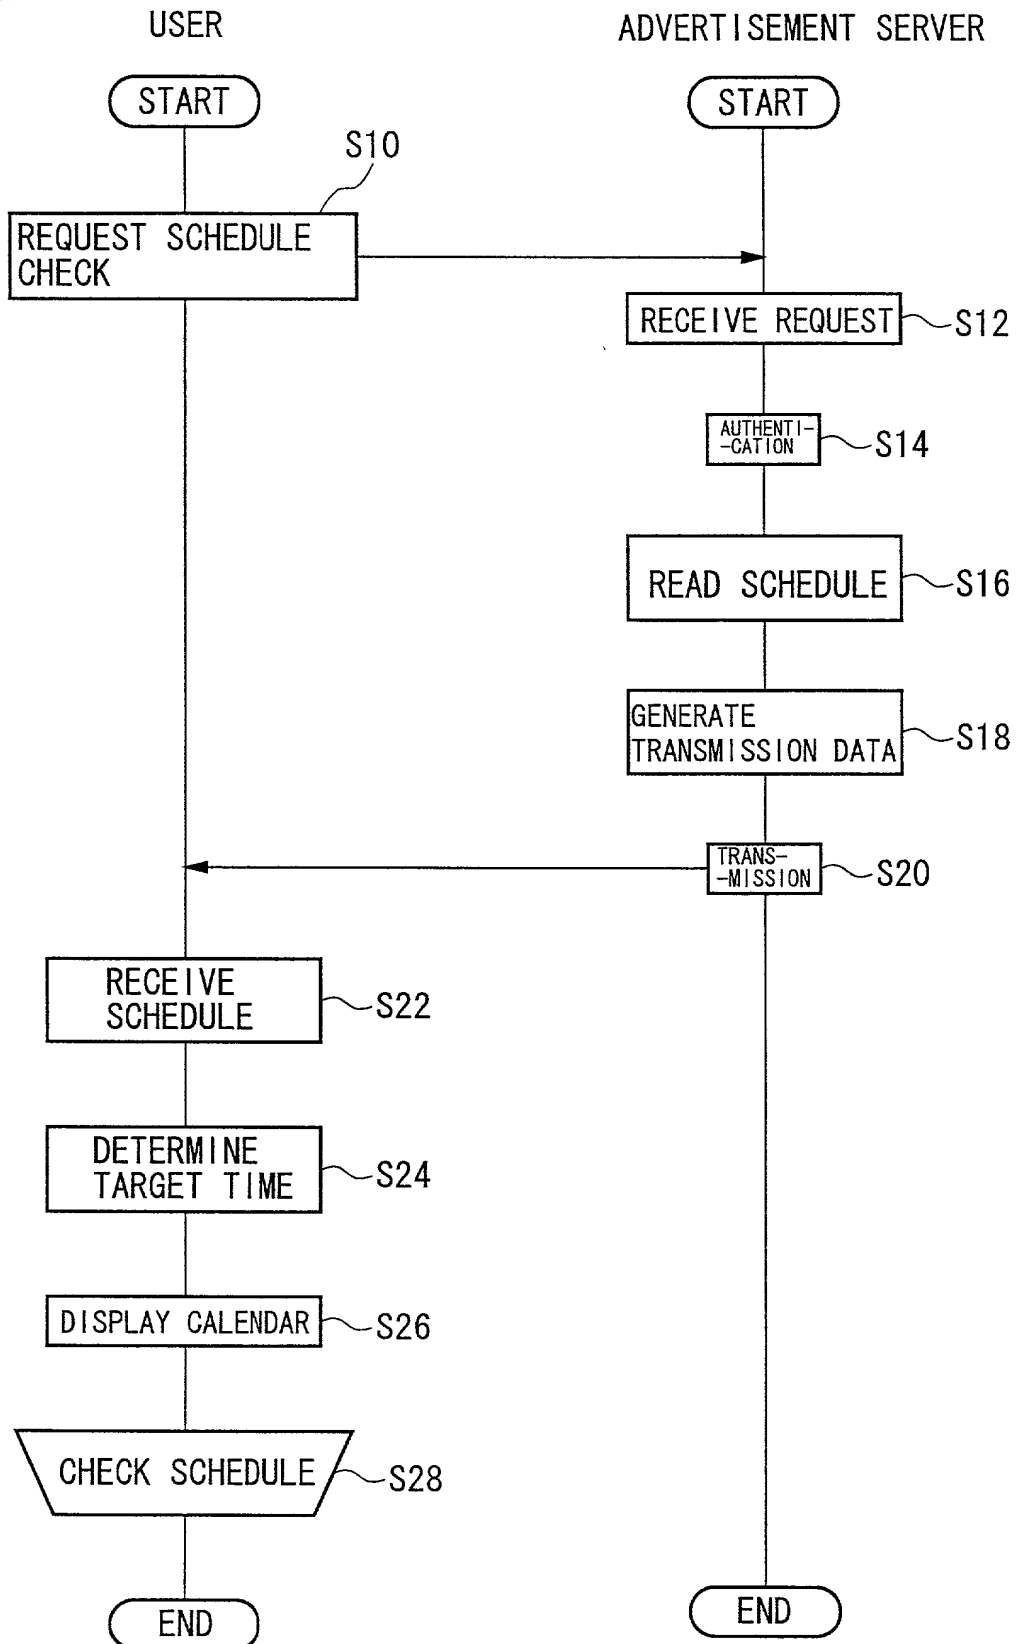 USER
ADVERTISEMENT SERVER
START
START
S10
REQUEST SCHEDULE
CHECK
RECEIVE REQUEST
S12
AUTHENTI-
-CATION
S14
READ SCHEDULE
S16
GENERATE
TRANSMISSION DATA
S18
TRANS-
-MISSION
S20
RECEIVE
SCHEDULE
S22
DETERMINE
TARGET TIME
S24
DISPLAY CALENDAR
S26
CHECK SCHEDULE
S28
END
END